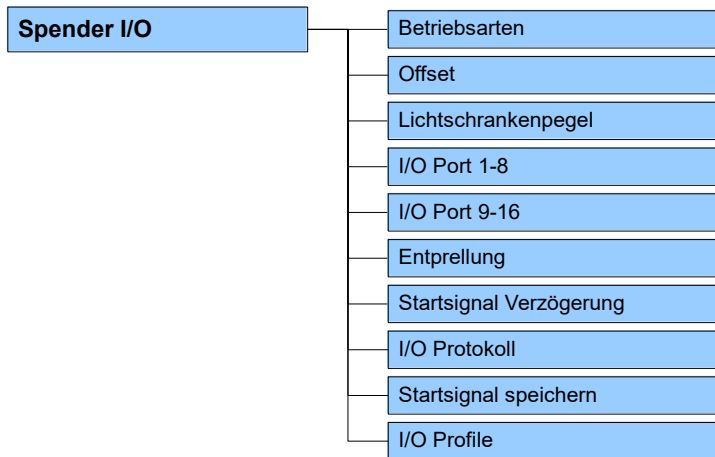 Spender I/O
Betriebsarten
Offset
Lichtschrankenpegel
I/O Port 1-8
I/O Port 9-16
Entprellung
Startsignal Verzögerung
I/O Protokoll
Startsignal speichern
I/O Profile